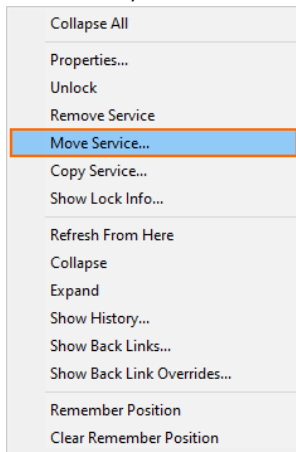 Collapse All
Properties...
Unlock
Remove Service
Move Service...
Copy Service...
Show Lock Info...
Refresh From Here
Collapse
Expand
Show History...
Show Back Links...
Show Back Link Overrides...
Remember Position
Clear Remember Position